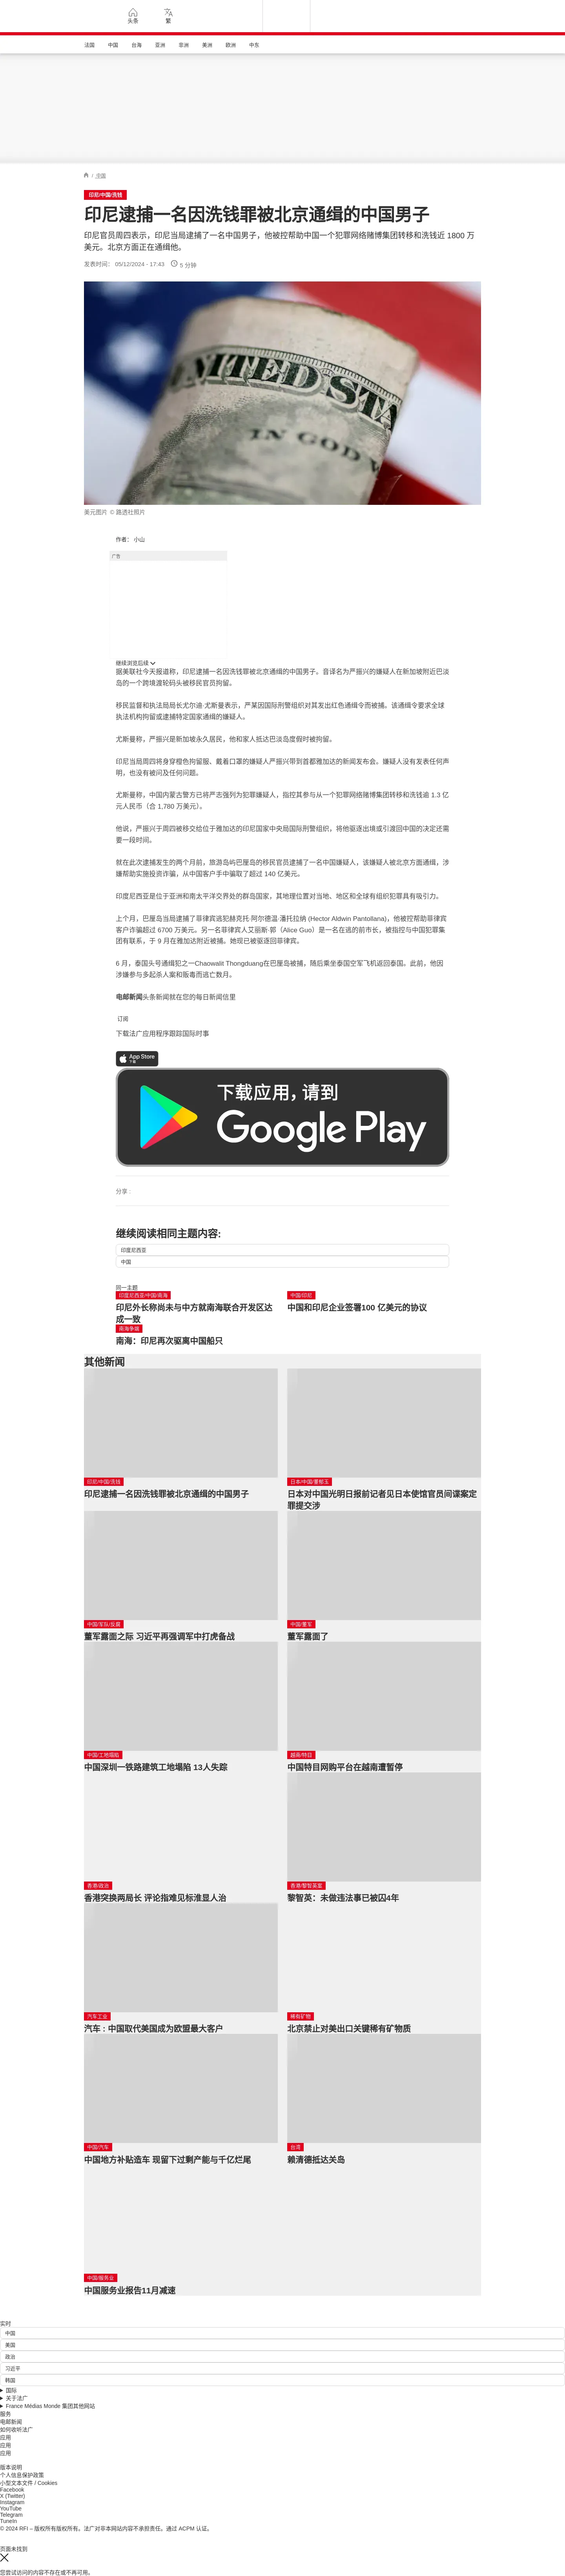 头条
繁
法国
中国
台海
亚洲
非洲
美洲
欧洲
中东
/ 中国
印尼/中国/洗钱
印尼逮捕一名因洗钱罪被北京通缉的中国男子
印尼官员周四表示，印尼当局逮捕了一名中国男子，他被控帮助中国一个犯罪网络赌博集团转移和洗钱近 1800 万
美元。北京方面正在通缉他。
发表时间： 05/12/2024 - 17:43 5 分钟
美元图片 © 路透社照片
作者： 小山
广告
继续浏览后续
据美联社今天报道称，印尼逮捕一名因洗钱罪被北京通缉的中国男子。音译名为严振兴的嫌疑人在新加坡附近巴淡
岛的一个跨境渡轮码头被移民官员拘留。
移民监督和执法局局长尤尔迪·尤斯曼表示，严某因国际刑警组织对其发出红色通缉令而被捕。该通缉令要求全球
执法机构拘留或逮捕特定国家通缉的嫌疑人。
尤斯曼称，严振兴是新加坡永久居民，他和家人抵达巴淡岛度假时被拘留。
印尼当局周四将身穿橙色拘留服、戴着口罩的嫌疑人严振兴带到首都雅加达的新闻发布会。嫌疑人没有发表任何声
明，也没有被问及任何问题。
尤斯曼称，中国内蒙古警方已将严志强列为犯罪嫌疑人，指控其参与从一个犯罪网络赌博集团转移和洗钱逾 1.3 亿
元人民币（合 1,780 万美元）。
他说，严振兴于周四被移交给位于雅加达的印尼国家中央局国际刑警组织，将他驱逐出境或引渡回中国的决定还需
要一段时间。
就在此次逮捕发生的两个月前，旅游岛屿巴厘岛的移民官员逮捕了一名中国嫌疑人，该嫌疑人被北京方面通缉，涉
嫌帮助实施投资诈骗，从中国客户手中骗取了超过 140 亿美元。
印度尼西亚是位于亚洲和南太平洋交界处的群岛国家，其地理位置对当地、地区和全球有组织犯罪具有吸引力。
上个月，巴厘岛当局逮捕了菲律宾逃犯赫克托·阿尔德温·潘托拉纳 (Hector Aldwin Pantollana)，他被控帮助菲律宾
客户诈骗超过 6700 万美元。另一名菲律宾人艾丽斯·郭（Alice Guo）是一名在逃的前市长，被指控与中国犯罪集
团有联系，于 9 月在雅加达附近被捕。她现已被驱逐回菲律宾。
6 月，泰国头号通缉犯之一Chaowalit Thongduang在巴厘岛被捕，随后乘坐泰国空军飞机返回泰国。此前，他因
涉嫌参与多起杀人案和贩毒而逃亡数月。
电邮新闻头条新闻就在您的每日新闻信里
订阅
下载法广应用程序跟踪国际时事
App Store
下载
下载应用，请到
Google Play
分享 :
继续阅读相同主题内容:
印度尼西亚
中国
同一主题
印度尼西亚/中国/南海
印尼外长称尚未与中方就南海联合开发区达
成一致
中国/印尼
中国和印尼企业签署100 亿美元的协议
南海争端
南海：印尼再次驱离中国船只
其他新闻
印尼/中国/洗钱
印尼逮捕一名因洗钱罪被北京通缉的中国男子
日本/中国/董郁玉
日本对中国光明日报前记者见日本使馆官员间谍案定
罪提交涉
中国/军队/反腐
董军露面之际 习近平再强调军中打虎备战
中国/董军
董军露面了
中国/工地塌陷
中国深圳一铁路建筑工地塌陷 13人失踪
越南/特目
中国特目网购平台在越南遭暂停
香港/政治
香港突换两局长 评论指难见标准显人治
香港/黎智英案
黎智英：未做违法事已被囚4年
汽车工业
汽车 : 中国取代美国成为欧盟最大客户
稀有矿物
北京禁止对美出口关键稀有矿物质
中国/汽车
中国地方补贴造车 现留下过剩产能与千亿烂尾
台湾
赖清德抵达关岛
中国/服务业
中国服务业报告11月减速
实时
中国
美国
政治
习近平
韩国
国际
关于法广
France Médias Monde 集团其他网站
服务
电邮新闻
如何收听法广
应用
应用
应用
版本说明
个人信息保护政策
小型文本文件 / Cookies
Facebook
X (Twitter)
Instagram
YouTube
Telegram
TuneIn
© 2024 RFI – 版权所有版权所有。法广对非本网站内容不承担责任。通过 ACPM 认证。
页面未找到
您尝试访问的内容不存在或不再可用。